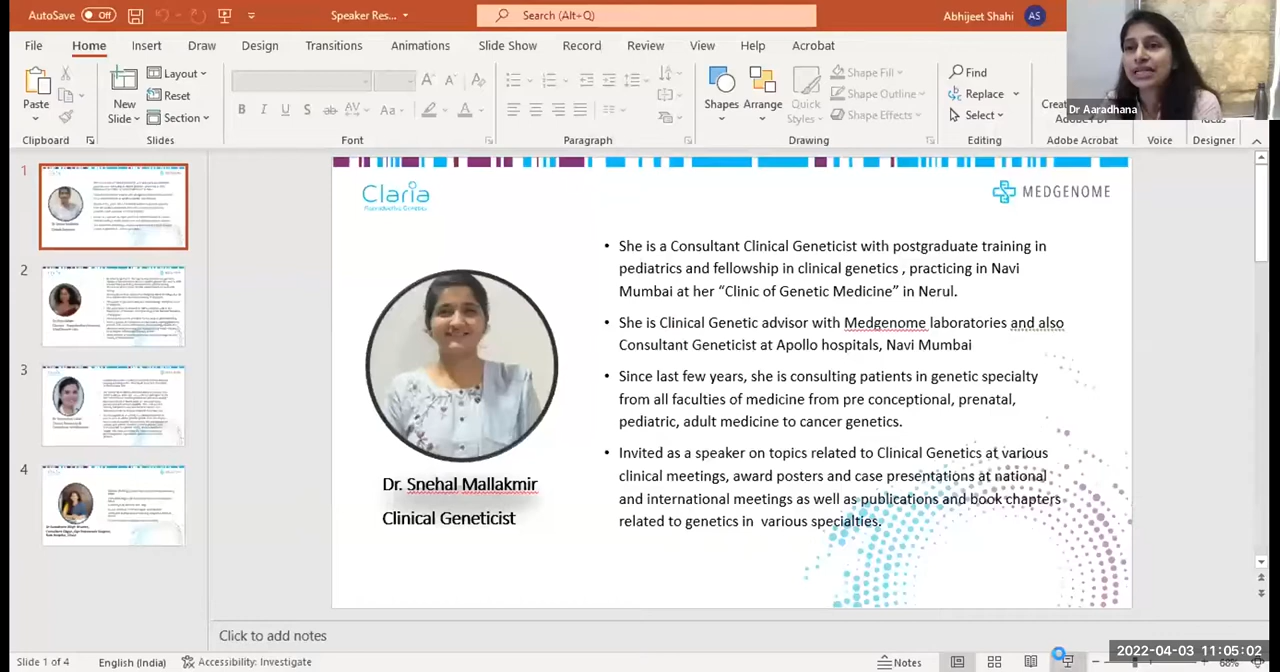 AutoSave Off Speaker Res... Search (Alt+Q) Abhijeet Shahi AS
File Home Insert Draw Design Transitions Animations Slide Show Record Review View Help Acrobat
Paste
New
Slide
Layout
Reset
Section
Shapes
Arrange
Quick
Styles
Shape Fill
Shape Outline
Shape Effects
Find
Replace
Select
Dr Aaradhana
Clipboard Slides Font Paragraph Drawing Editing Adobe Acrobat Voice Designer
1
2
3
4
Claria
MEDGENOME
• She is a Consultant Clinical Geneticist with postgraduate training in
pediatrics and fellowship in clinical genetics , practicing in Navi
Mumbai at her “Clinic of Genetic Medicine” in Nerul.
• She is Clinical Genetic advisor with Medgenome laboratories and also
Consultant Geneticist at Apollo hospitals, Navi Mumbai
• Since last few years, she is consulting patients in genetic specialty
from all faculties of medicine in pre conceptional, prenatal,
pediatric, adult medicine to cancer genetics.
• Invited as a speaker on topics related to Clinical Genetics at various
clinical meetings, award posters and case presentations at national
and international meetings as well as publications and book chapters
related to genetics in various specialties.
Dr. Snehal Mallakmir
Clinical Geneticist
Click to add notes
Slide 1 of 4 English (India) Accessibility: Investigate Notes 68%
2022-04-03 11:05:02